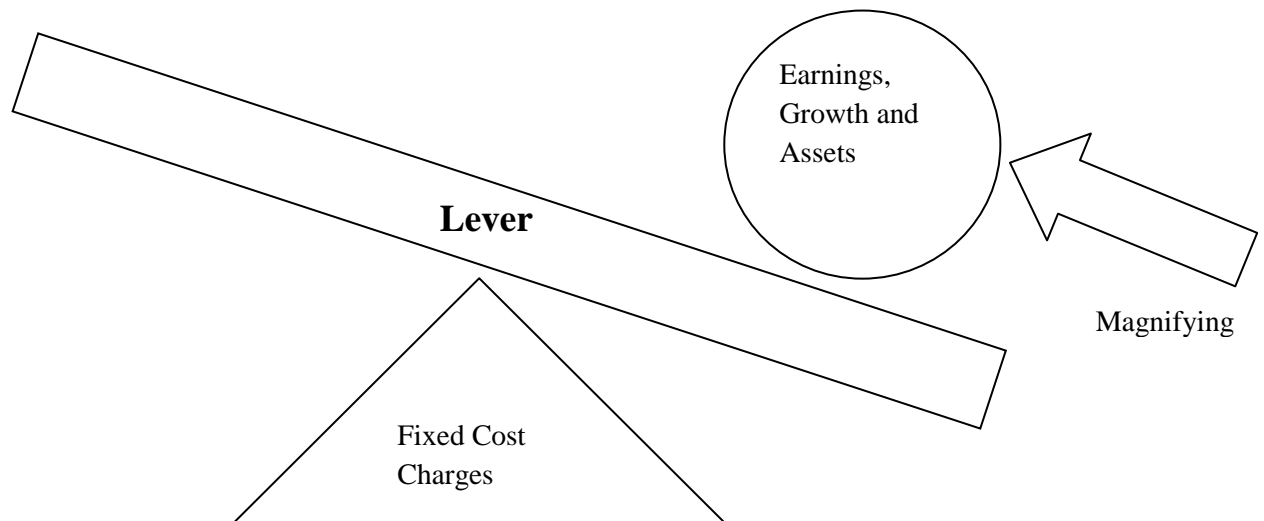 Earnings,
Growth and
Assets
Lever
Magnifying
Fixed Cost
Charges